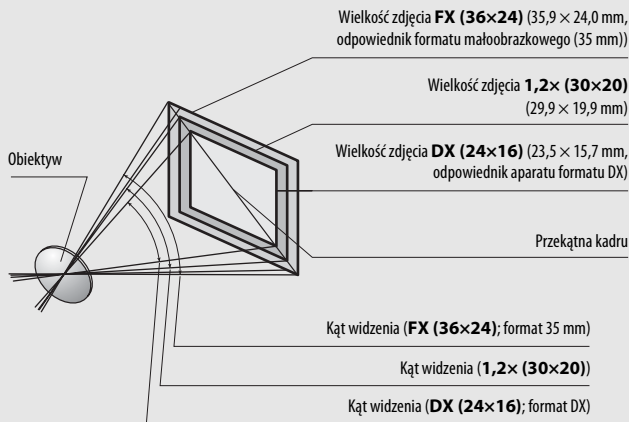 Wielkość zdjęcia FX (36×24) (35,9 × 24,0 mm,
odpowiednik formatu małoobrazkowego (35 mm))
Wielkość zdjęcia 1,2× (30×20)
(29,9 × 19,9 mm)
Wielkość zdjęcia DX (24×16) (23,5 × 15,7 mm,
odpowiednik aparatu formatu DX)
Obiektyw
Przekątna kadru
Kąt widzenia (FX (36×24); format 35 mm)
Kąt widzenia (1,2× (30×20))
Kąt widzenia (DX (24×16); format DX)